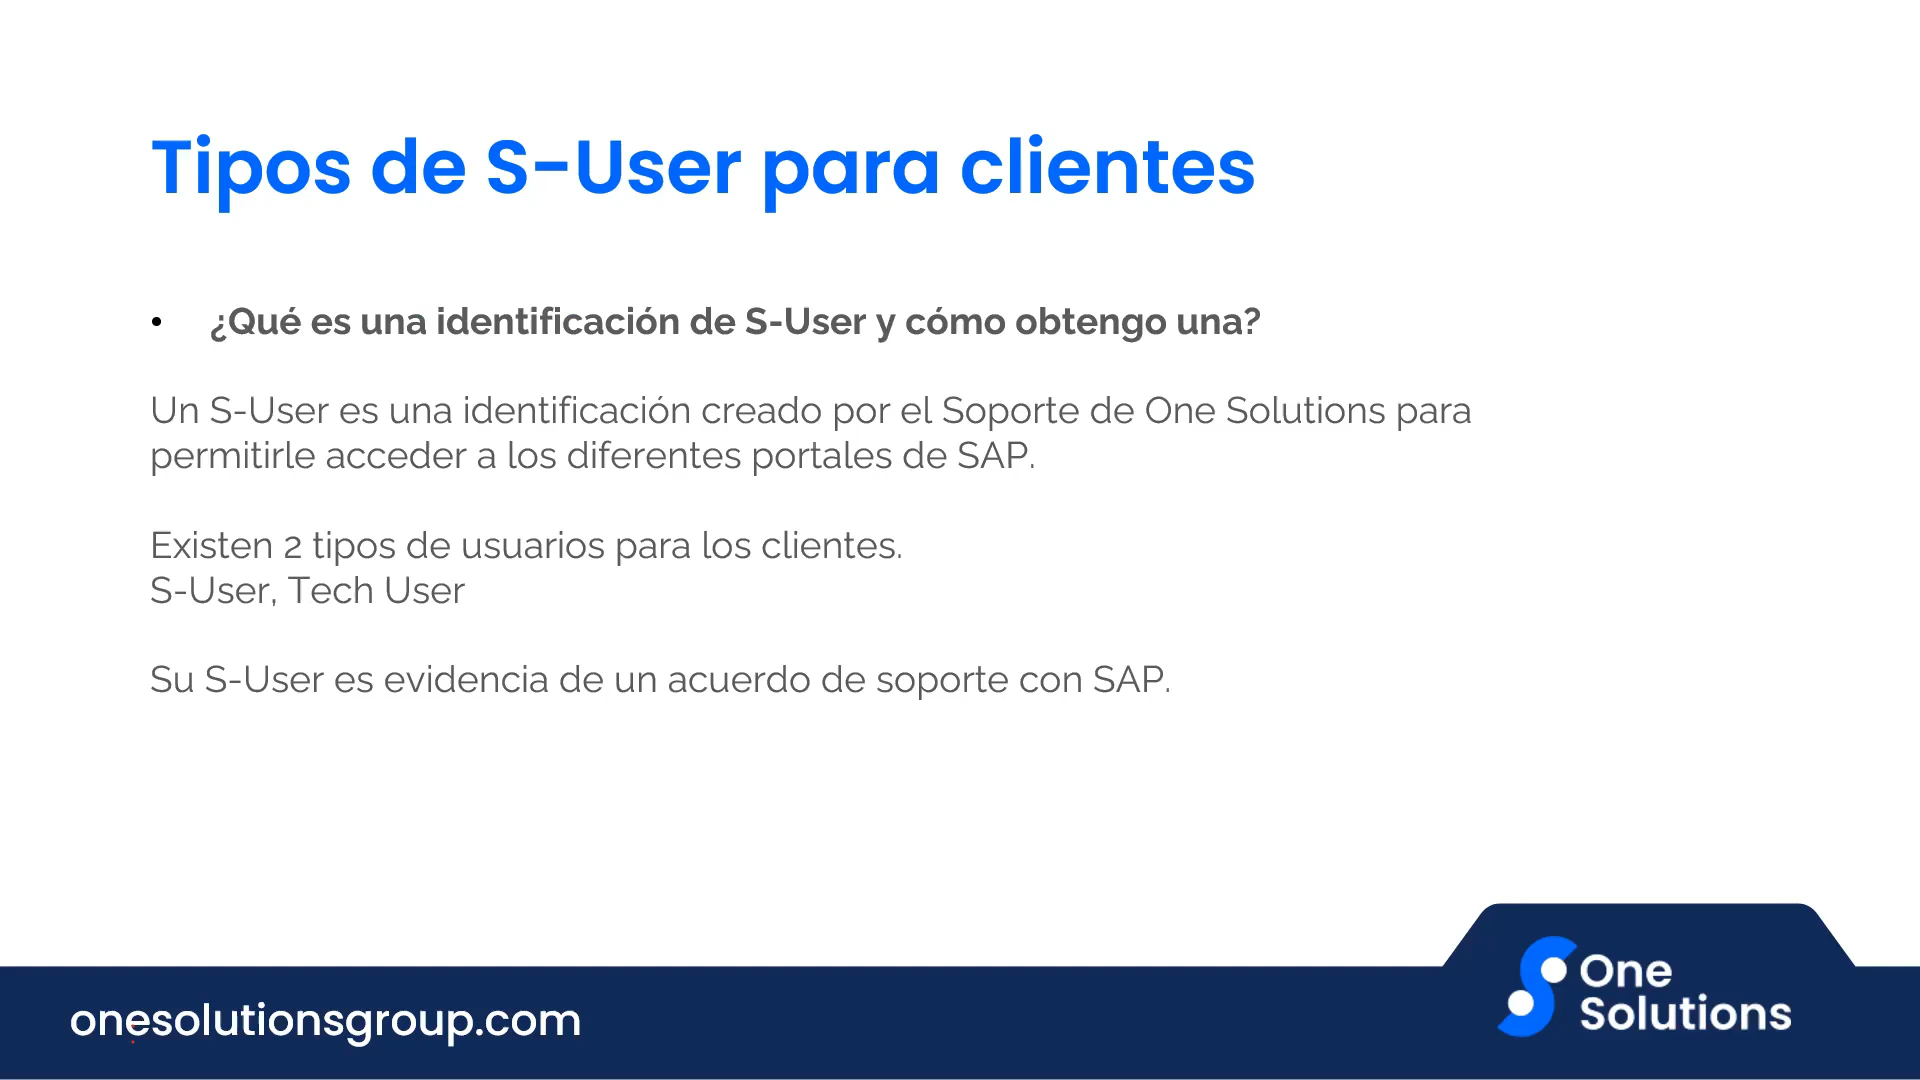 Tipos de S-User para clientes
• ¿Qué es una identificación de S-User y cómo obtengo una?
Un S-User es una identificación creado por el Soporte de One Solutions para
permitirle acceder a los diferentes portales de SAP.
Existen 2 tipos de usuarios para los clientes.
S-User, Tech User
Su S-User es evidencia de un acuerdo de soporte con SAP.
onesolutionsgroup.com
One
Solutions